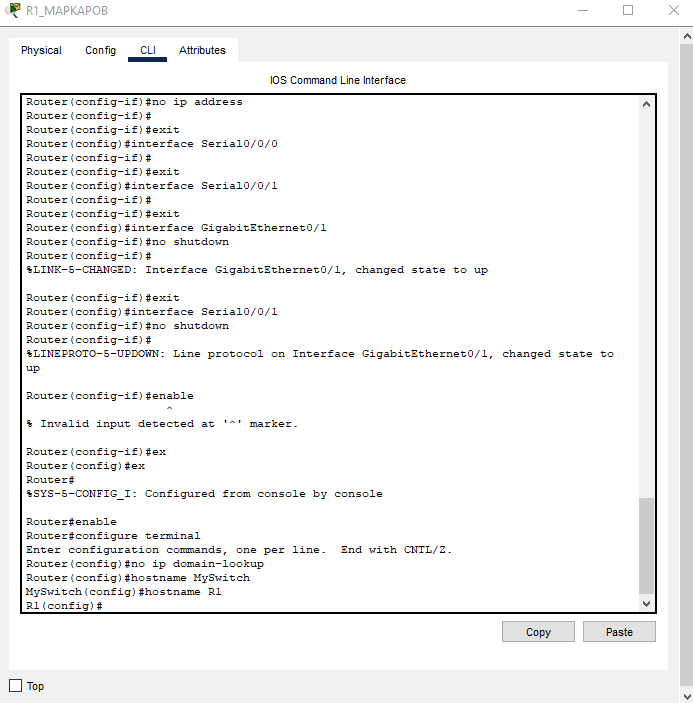 R1_MAPKAPOB
Physical Config CLI Attributes
IOS Command Line Interface
Router(config-if)#no ip address
Router(config-if)#
Router(config-if)#exit
Router(config)#interface Serial0/0/0
Router(config-if)#
Router(config-if)#exit
Router(config)#interface Serial0/0/1
Router(config-if)#
Router(config-if)#exit
Router(config)#interface GigabitEthernet0/1
Router(config-if)#no shutdown
Router(config-if)#
%LINK-5-CHANGED: Interface GigabitEthernet0/1, changed state to up
Router(config-if)#exit
Router(config)#interface Serial0/0/1
Router(config-if)#no shutdown
Router(config-if)#
%LINEPROTO-5-UPDOWN: Line protocol on Interface GigabitEthernet0/1, changed state to
up
Router(config-if)#enable
^
% Invalid input detected at '^' marker.
Router(config-if)#ex
Router(config)#ex
Router#
%SYS-5-CONFIG_I: Configured from console by console
Router#enable
Router#configure terminal
Enter configuration commands, one per line. End with CNTL/Z.
Router(config)#no ip domain-lookup
Router(config)#hostname MySwitch
MySwitch(config)#hostname R1
R1(config)#
Copy Paste
Top